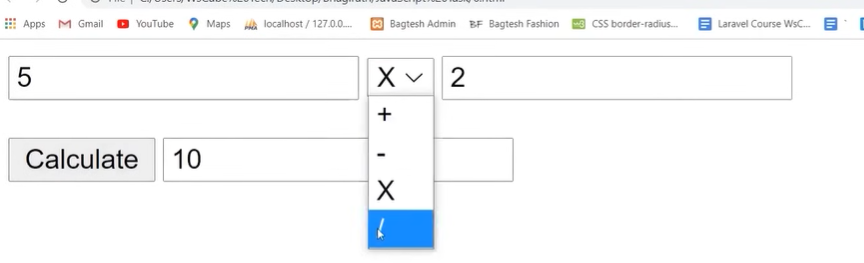 Apps Gmail YouTube Maps localhost / 127.0.0.... Bagtesh Admin BF Bagtesh Fashion CSS border-radius... Laravel Course WsC...
5 X 2
+
-
Calculate 10
X
/